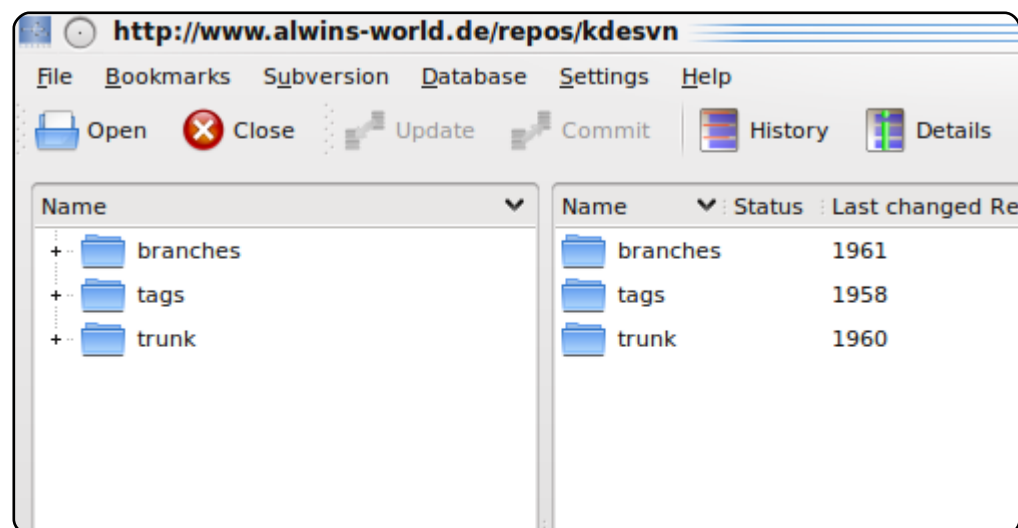 http://www.alwins-world.de/repos/kdesvn
File Bookmarks Subversion Database Settings Help
Open Close Update Commit History Details
Name Name Status Last changed Re
branches branches 1961
tags tags 1958
trunk trunk 1960